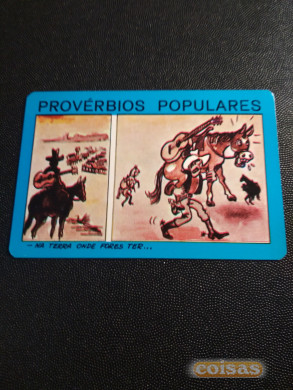 PROVÉRBIOS POPULARES
- NA TERRA ONDE FORES TER...
coisas